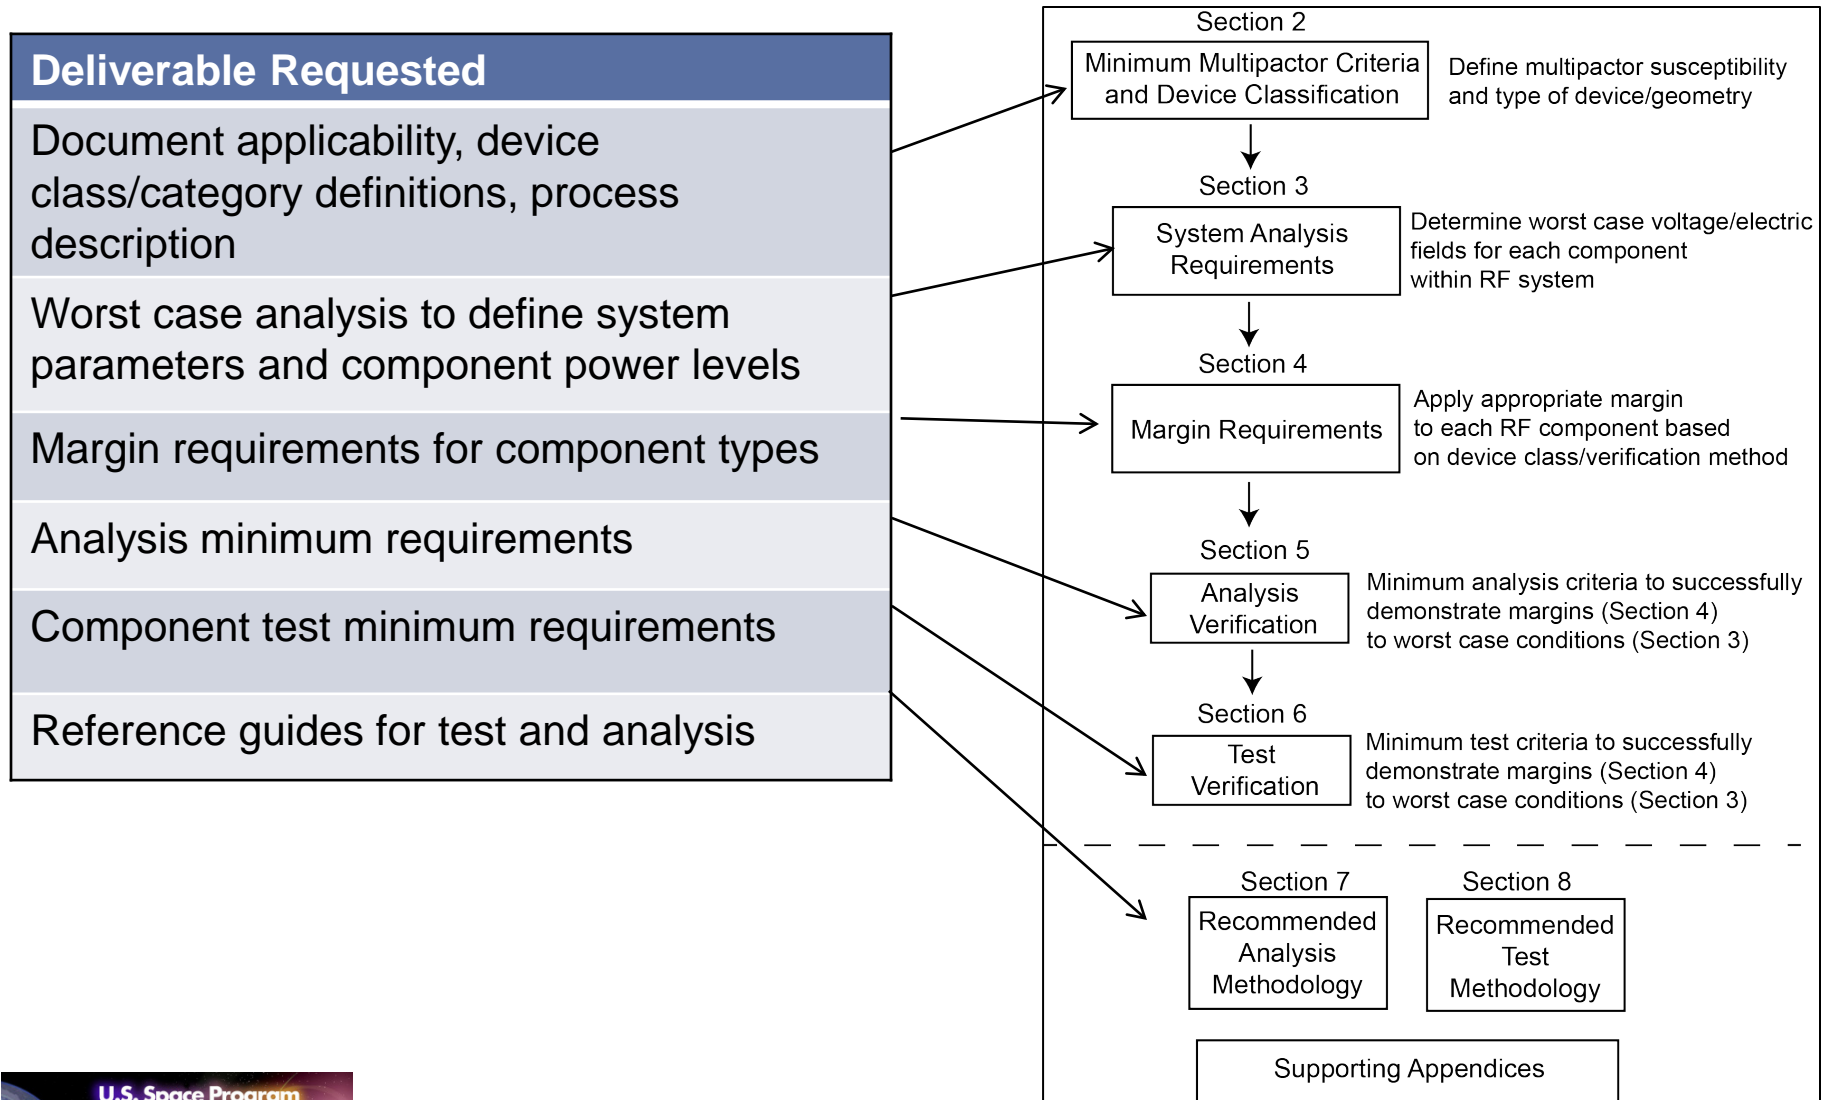 Deliverable Requested
Document applicability, device
class/category definitions, process
description
Worst case analysis to define system
parameters and component power levels
Margin requirements for component types
Analysis minimum requirements
Component test minimum requirements
Reference guides for test and analysis
Section 2
Minimum Multipactor Criteria
and Device Classification
Define multipactor susceptibility
and type of device/geometry
Section 3
System Analysis
Requirements
Determine worst case voltage/electric
fields for each component
within RF system
Section 4
Margin Requirements
Apply appropriate margin
to each RF component based
on device class/verification method
Section 5
Analysis
Verification
Minimum analysis criteria to successfully
demonstrate margins (Section 4)
to worst case conditions (Section 3)
Section 6
Test
Verification
Minimum test criteria to successfully
demonstrate margins (Section 4)
to worst case conditions (Section 3)
Section 7
Recommended
Analysis
Methodology
Section 8
Recommended
Test
Methodology
Supporting Appendices
U.S. Space Program